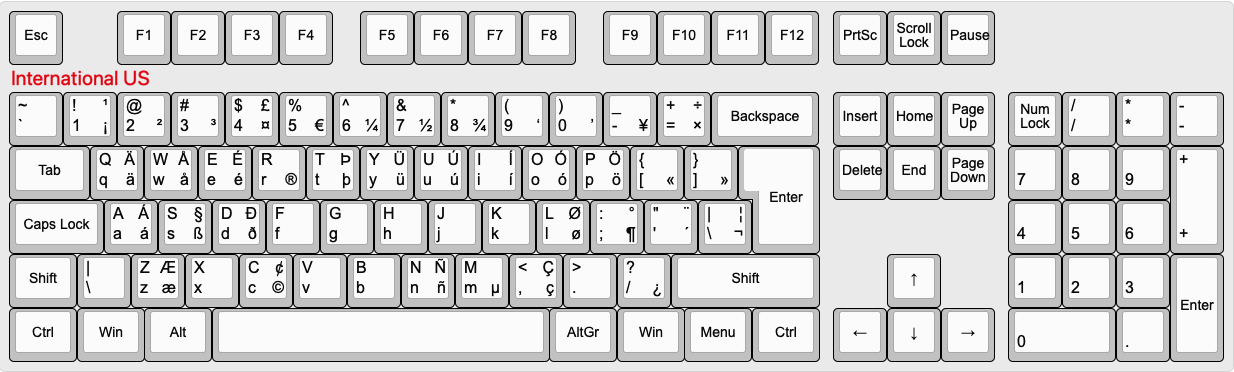 Esc F1 F2 F3 F4 F5 F6 F7 F8 F9 F10 F11 F12 PrtSc Scroll Lock Pause
International US
~ ! ¹ @ # $ £ % ^ & * ( ) _ + ÷ Backspace Insert Home Page Up Num Lock / * -
` 1 ¡ 2 ² 3 ³ 4 ¤ 5 € 6 ¼ 7 ½ 8 ¾ 9 ‘ 0 ’ - ¥ = × / * -
Tab Q Ä W Å E É R T Þ Y Ü U Ú I Í O Ó P Ö { } Enter Delete End Page Down 7 8 9 +
q ä w å e é r ® t þ y ü u ú i í o ó p ö [ « ] » +
Caps Lock A Á S § D Ð F G H J K L Ø : ° " ¨ | ¦ 4 5 6
a á s ß d ð f g h j k l ø ; ¶ ' ´ \ ¬
Shift | Z Æ X C ¢ V B N Ñ M < Ç > ? Shift ↑ 1 2 3 Enter
\ z æ x c © v b n ñ m µ , ç . / ¿
Ctrl Win Alt AltGr Win Menu Ctrl ← ↓ → 0 .